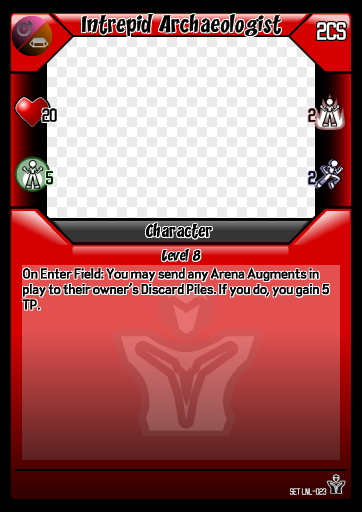 Intrepid Archaeologist
2CS
20
2
5
2
Character
Level 8
On Enter Field: You may send any Arena Augments in
play to their owner's Discard Piles. If you do, you gain 5
TP.
SET LNL-023